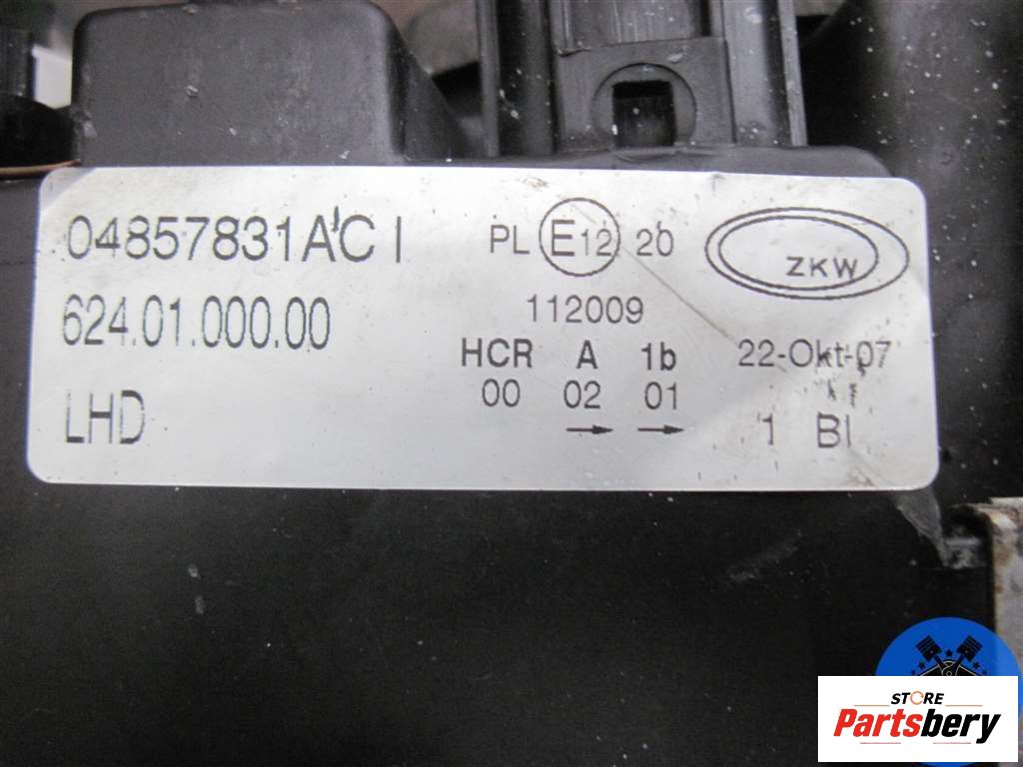 04857831AC I
624.01.000.00
LHD
PL E12 20
112009
HCR A 1b
00 02 01
→ →
ZKW
22-Okt-07
1 BI
STORE
Partsbery